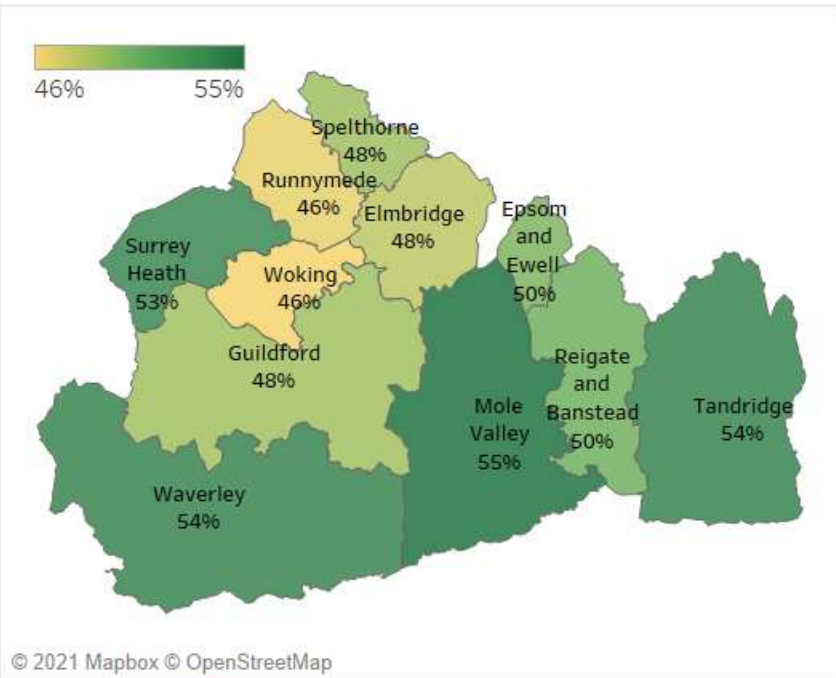 46%
55%
Spelthorne
48%
Runnymede
46%
Elmbridge
48%
Epsom
and
Ewell
50%
Surrey
Heath
53%
Woking
46%
Guildford
48%
Reigate
and
Banstead
50%
Mole
Valley
55%
Tandridge
54%
Waverley
54%
© 2021 Mapbox © OpenStreetMap